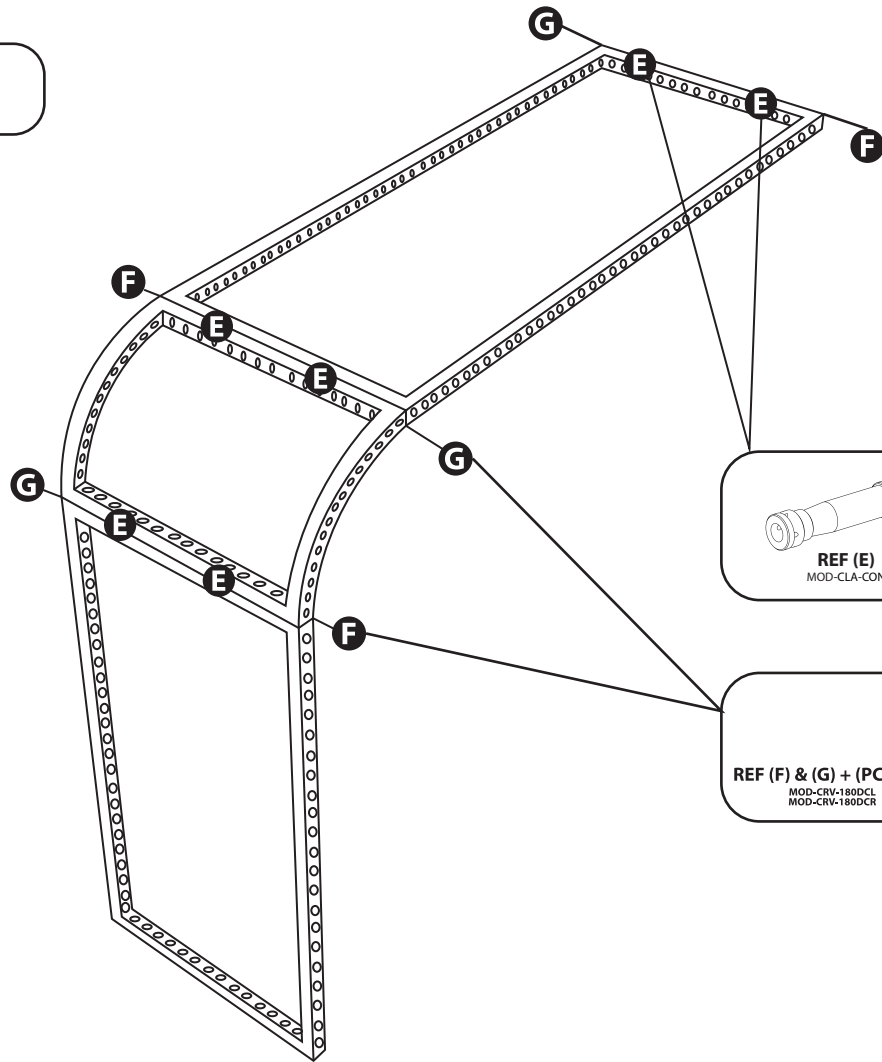 G
E
E
F
F
E
E
G
G
E
E
F
REF (E)
MOD-CLA-CON
REF (F) & (G) + (PC
MOD-CRV-180DCL
MOD-CRV-180DCR